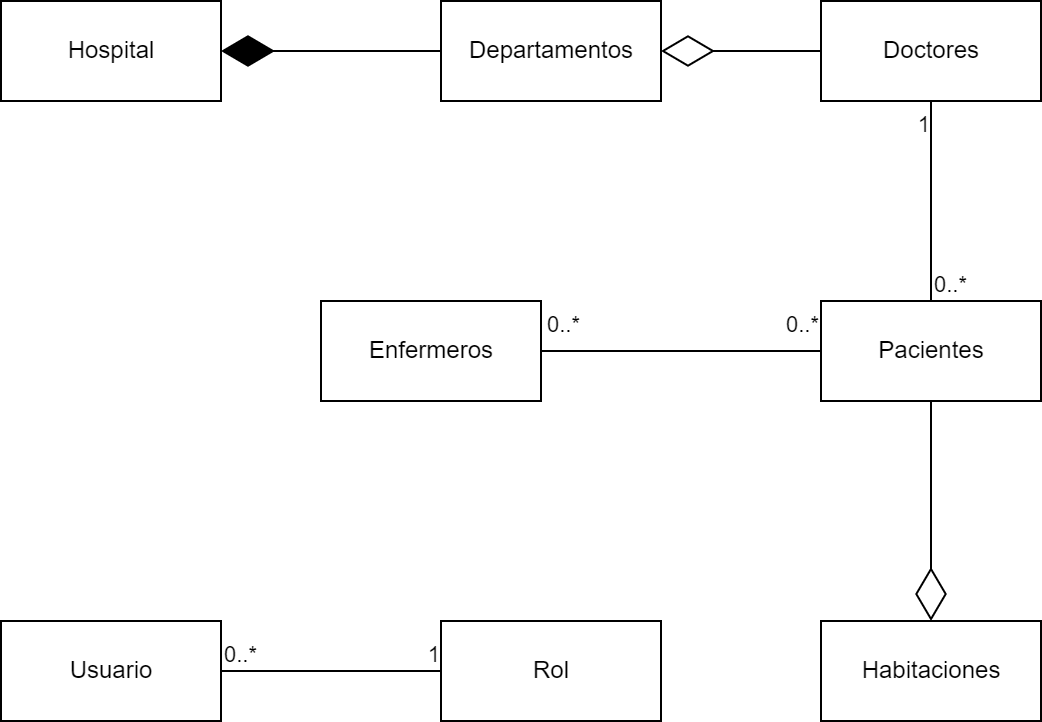 Hospital
Departamentos
Doctores
1
0..*
Enfermeros
0..*
0..*
Pacientes
Usuario
0..*
1
Rol
Habitaciones